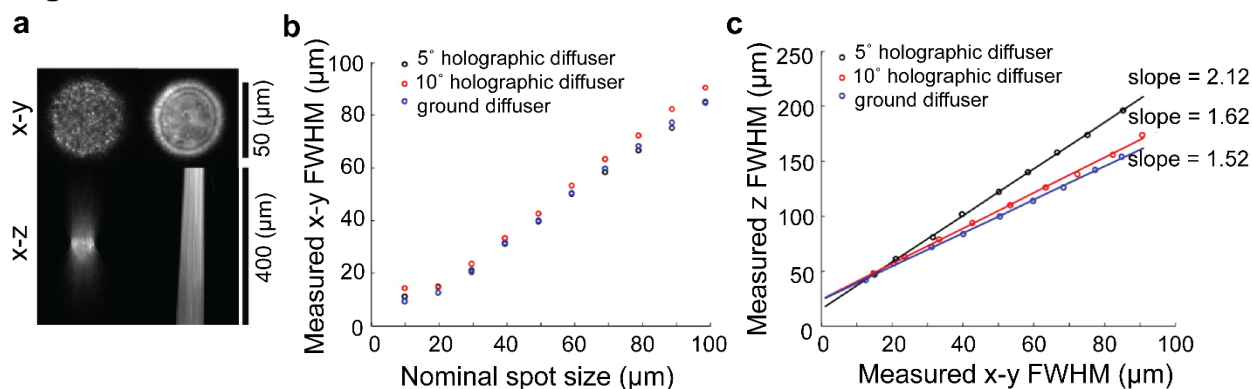 a
x-y
50 (μm)
x-z
400 (μm)
b
Measured x-y FWHM (μm)
100
80
60
40
20
0
5° holographic diffuser
10° holographic diffuser
ground diffuser
0 20 40 60 80 100
Nominal spot size (μm)
c
Measured z FWHM (μm)
250
200
150
100
50
0
5° holographic diffuser
10° holographic diffuser
ground diffuser
slope = 2.12
slope = 1.62
slope = 1.52
0 20 40 60 80 100
Measured x-y FWHM (μm)